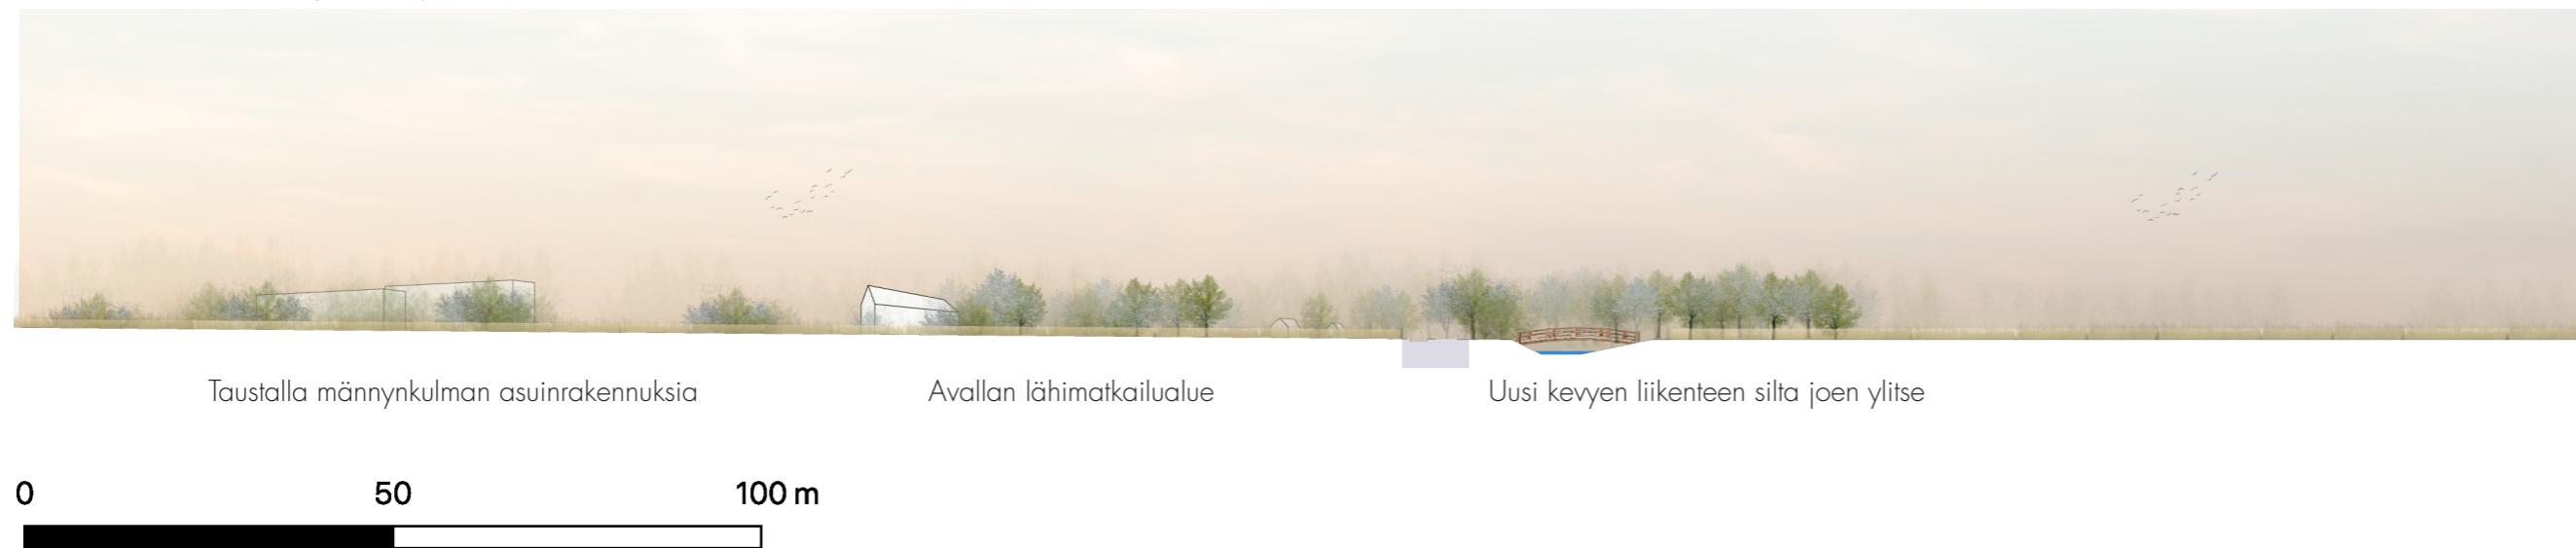 Taustalla männynkulman asuinrakennuksia
Avallan lähimatkailualue
Uusi kevyen liikenteen silta joen ylitse
0 50 100 m